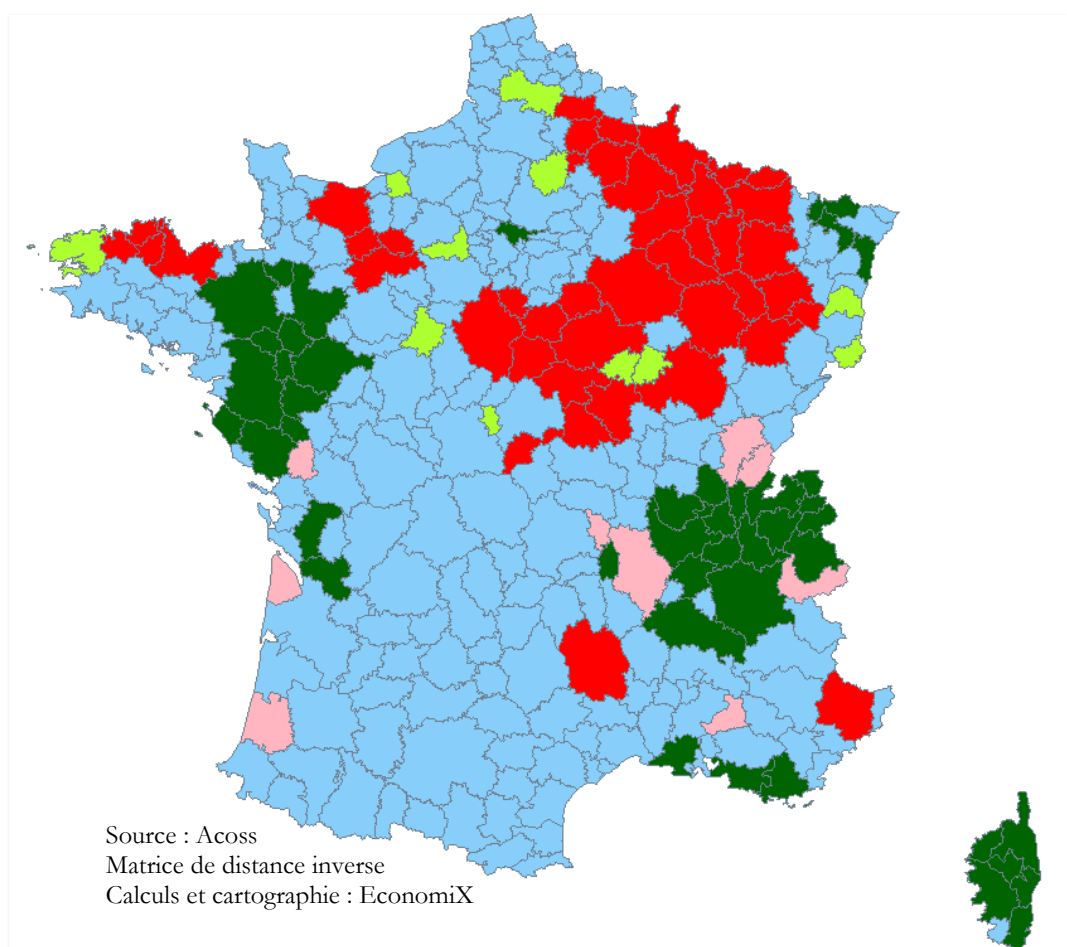 Source : Acoss
Matrice de distance inverse
Calculs et cartographie : EconomiX